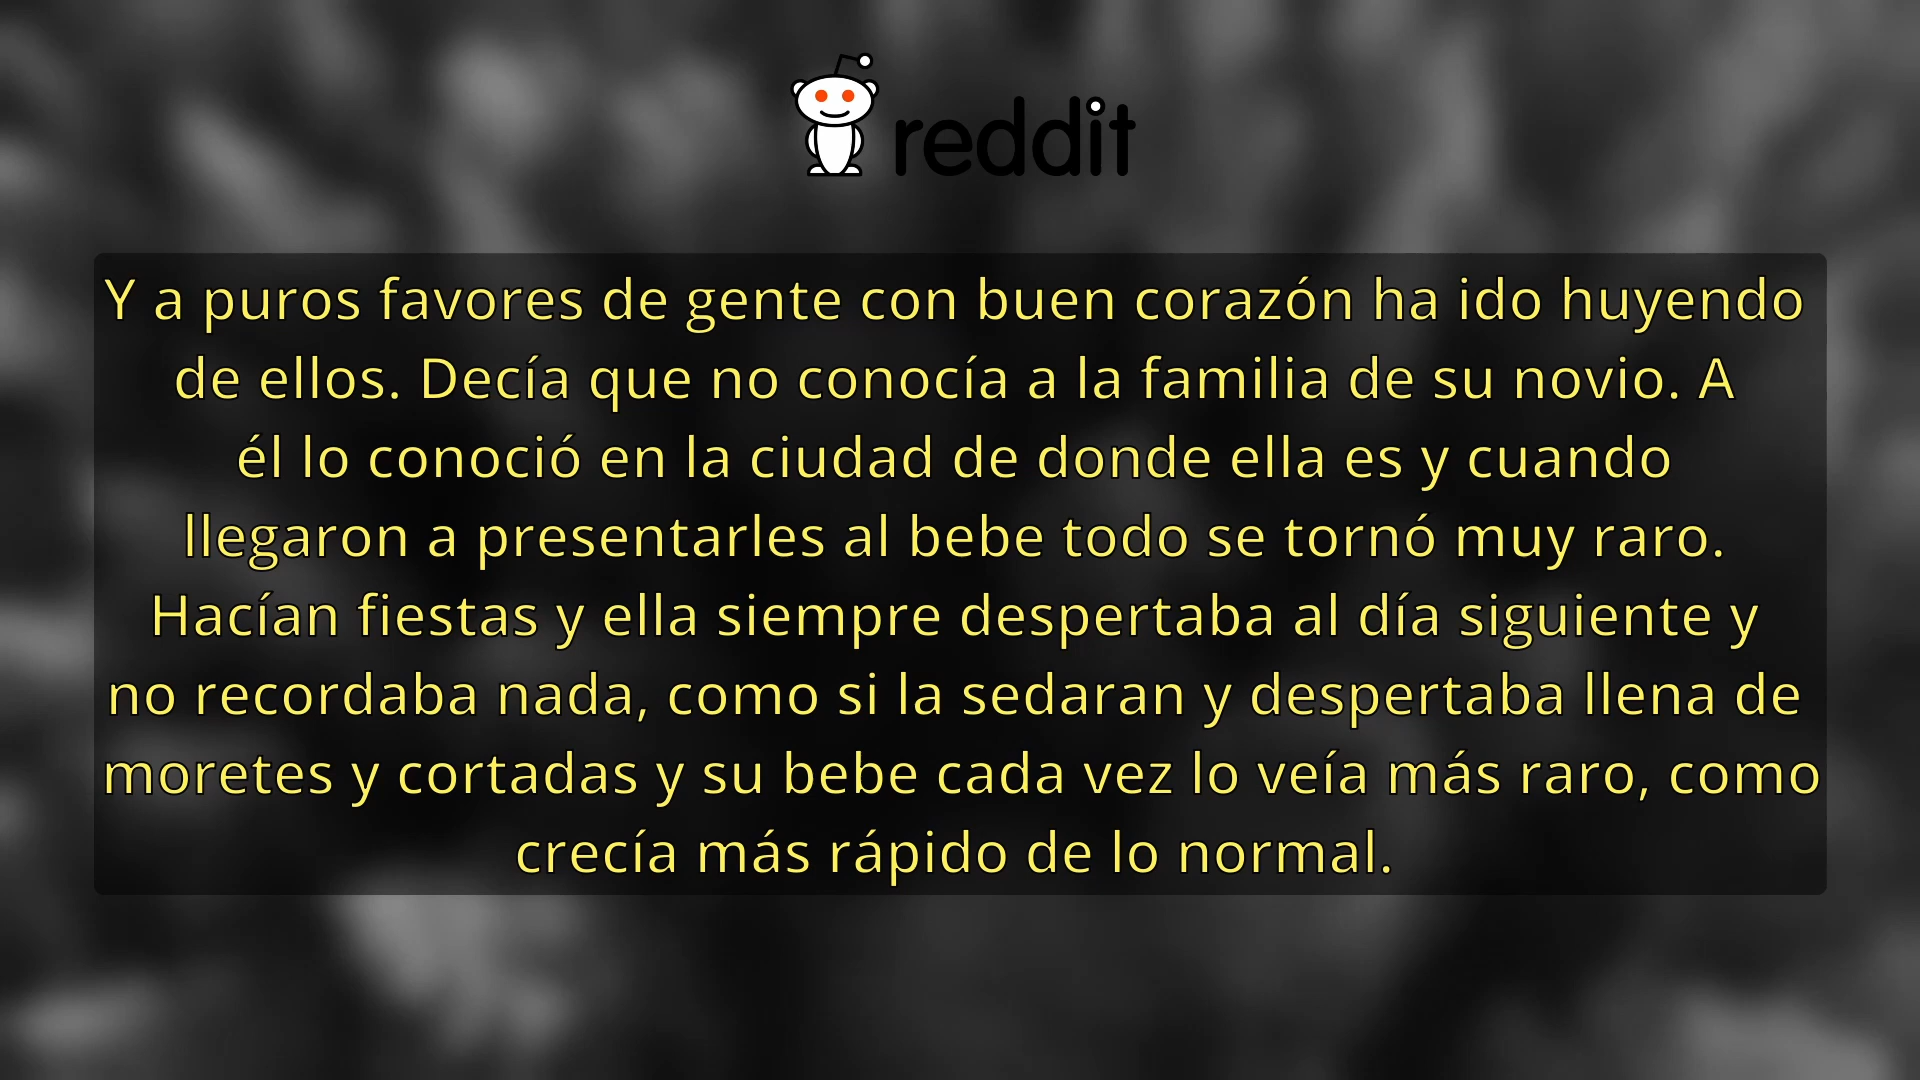 reddit
Y a puros favores de gente con buen corazón ha ido huyendo
de ellos. Decía que no conocía a la familia de su novio. A
él lo conoció en la ciudad de donde ella es y cuando
llegaron a presentarles al bebe todo se tornó muy raro.
Hacían fiestas y ella siempre despertaba al día siguiente y
no recordaba nada, como si la sedaran y despertaba llena de
moretes y cortadas y su bebe cada vez lo veía más raro, como
crecía más rápido de lo normal.